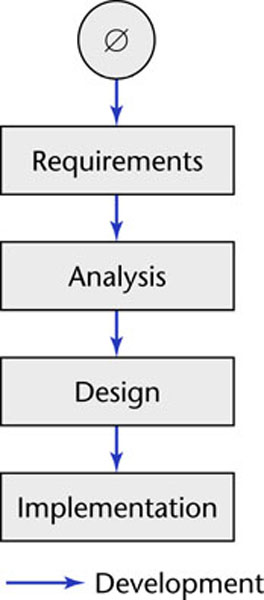 ∅
Requirements
Analysis
Design
Implementation
Development